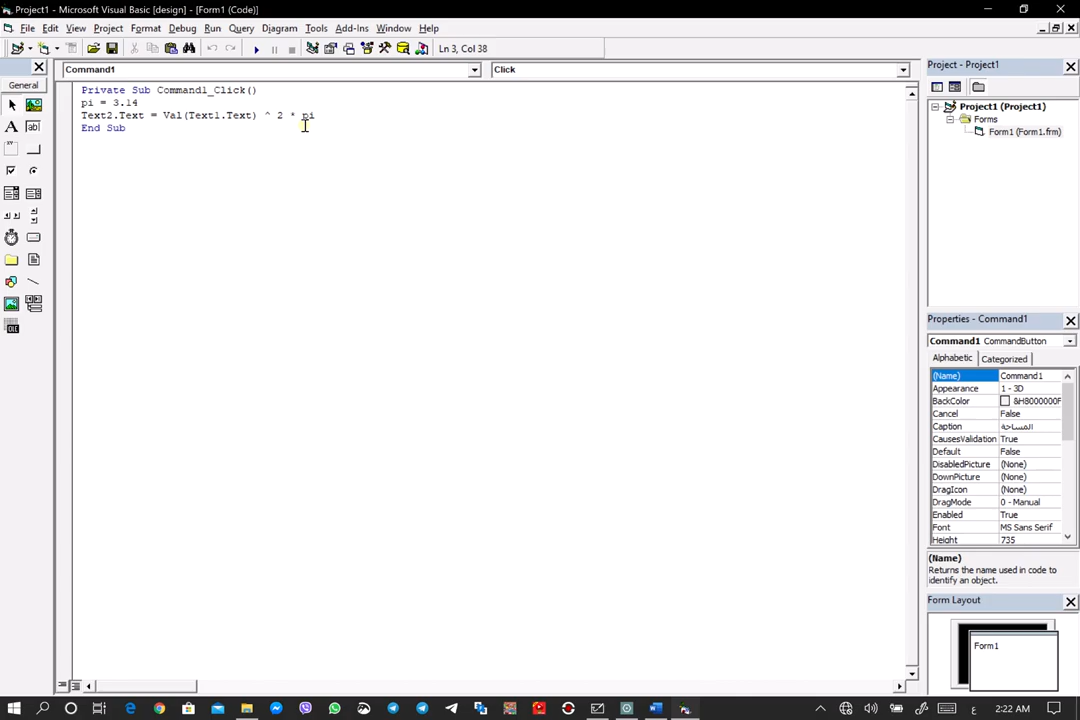 Project1 - Microsoft Visual Basic [design] - [Form1 (Code)]
File Edit View Project Format Debug Run Query Diagram Tools Add-Ins Window Help
Ln 3, Col 38
General
Command1
Click
Private Sub Command1_Click()
pi = 3.14
Text2.Text = Val(Text1.Text) ^ 2 * pi
End Sub
Project - Project1
Project1 (Project1)
Forms
Form1 (Form1.frm)
Properties - Command1
Command1 CommandButton
Alphabetic Categorized
(Name) Command1
Appearance 1 - 3D
BackColor &H8000000F
Cancel False
Caption المساحة
CausesValidation True
Default False
DisabledPicture (None)
DownPicture (None)
DragIcon (None)
DragMode 0 - Manual
Enabled True
Font MS Sans Serif
Height 735
(Name)
Returns the name used in code to
identify an object.
Form Layout
Form1
ع 2:22 AM